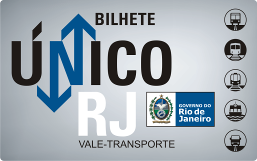 BILHETE
ÚNICO
RJ
GOVERNO DO
Rio de
Janeiro
VALE-TRANSPORTE